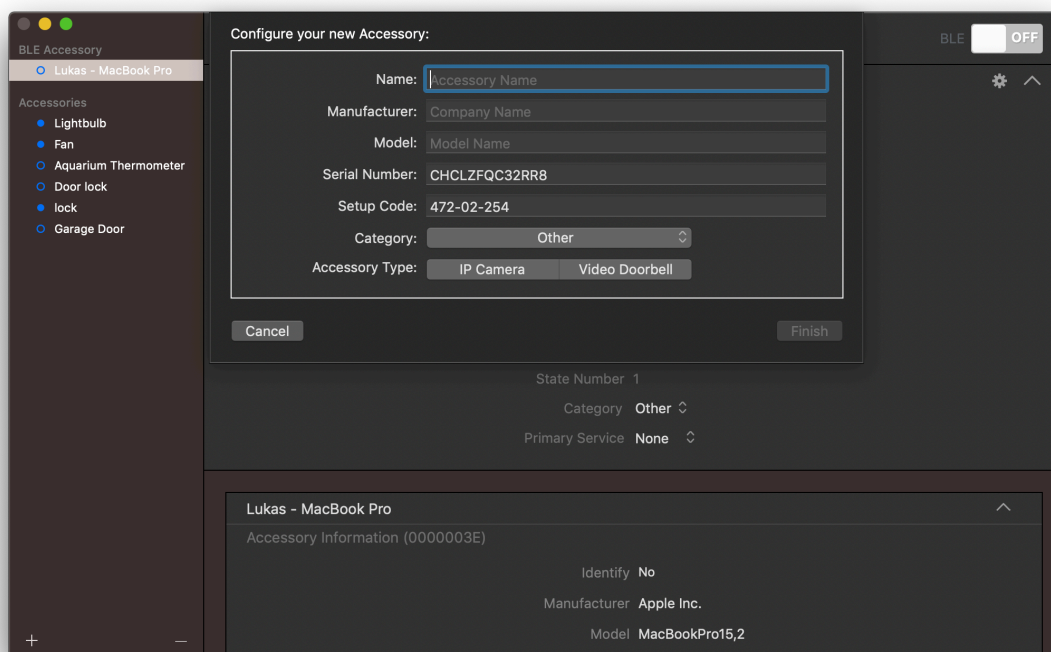 BLE Accessory
Lukas - MacBook Pro
Accessories
Lightbulb
Fan
Aquarium Thermometer
Door lock
lock
Garage Door
Configure your new Accessory:
Name: Accessory Name
Manufacturer: Company Name
Model: Model Name
Serial Number: CHCLZFQC32RR8
Setup Code: 472-02-254
Category: Other
Accessory Type: IP Camera Video Doorbell
Cancel Finish
BLE OFF
State Number 1
Category Other
Primary Service None
Lukas - MacBook Pro
Accessory Information (0000003E)
Identify No
Manufacturer Apple Inc.
Model MacBookPro15,2